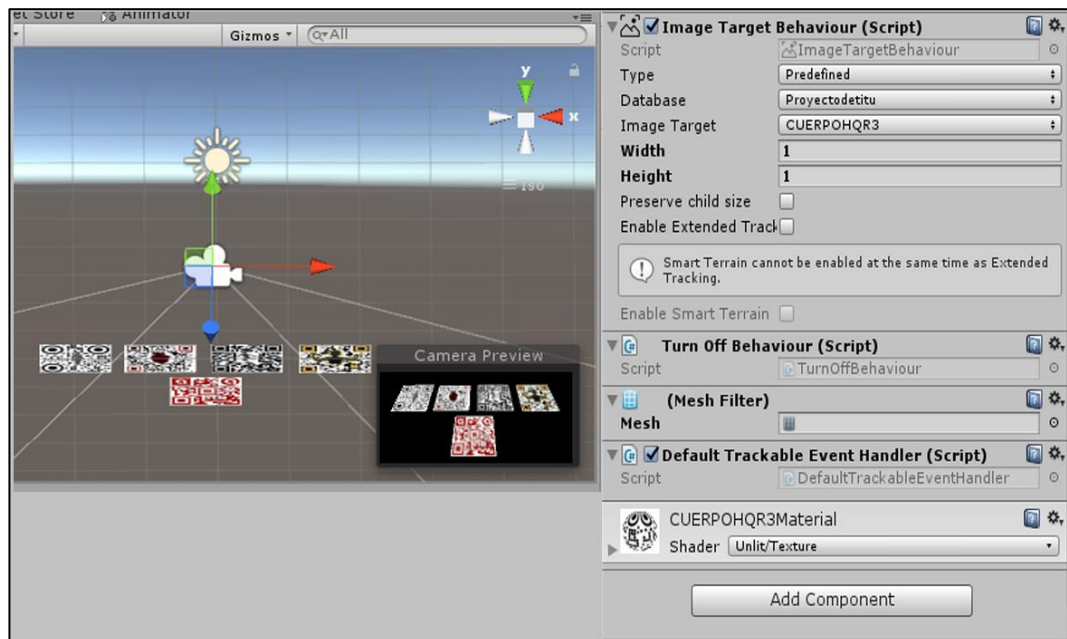 et Store Animator
Gizmos All
y
x
Iso
Camera Preview
Image Target Behaviour (Script)
Script ImageTargetBehaviour
Type Predefined
Database Proyectodetitu
Image Target CUERPOHQR3
Width 1
Height 1
Preserve child size
Enable Extended Track
Smart Terrain cannot be enabled at the same time as Extended
Tracking.
Enable Smart Terrain
Turn Off Behaviour (Script)
Script TurnOffBehaviour
(Mesh Filter)
Mesh
Default Trackable Event Handler (Script)
Script DefaultTrackableEventHandler
CUERPOHQR3Material
Shader Unlit/Texture
Add Component